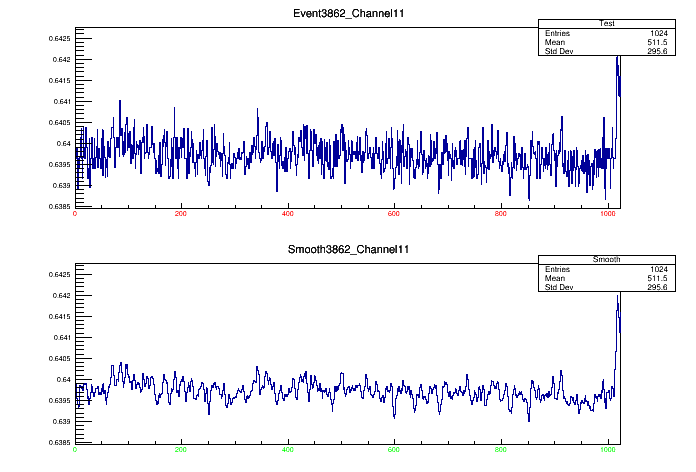 Event3862_Channel11
Test
Entries 1024
Mean 511.5
Std Dev 295.6
0.6425
0.642
0.6415
0.641
0.6405
0.64
0.6395
0.639
0.6385
0 200 400 600 800 1000
Smooth3862_Channel11
Smooth
Entries 1024
Mean 511.5
Std Dev 295.6
0.6425
0.642
0.6415
0.641
0.6405
0.64
0.6395
0.639
0.6385
0 200 400 600 800 1000